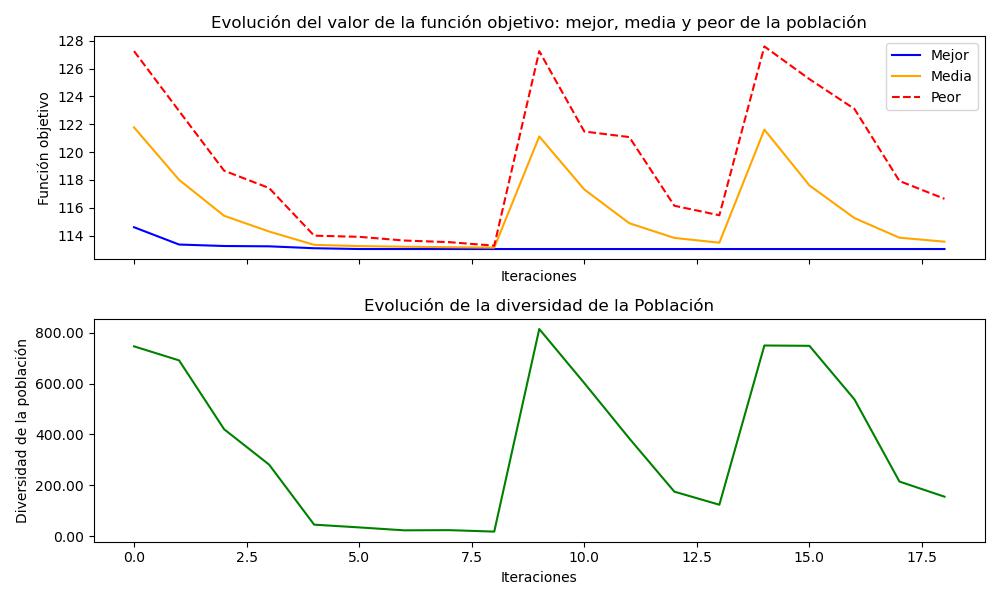 Evolución del valor de la función objetivo: mejor, media y peor de la población
128
126
124
122
120
118
116
114
Función objetivo
Mejor
Media
Peor
Iteraciones
Evolución de la diversidad de la Población
800.00
600.00
400.00
200.00
0.00
Diversidad de la población
0.0 2.5 5.0 7.5 10.0 12.5 15.0 17.5
Iteraciones